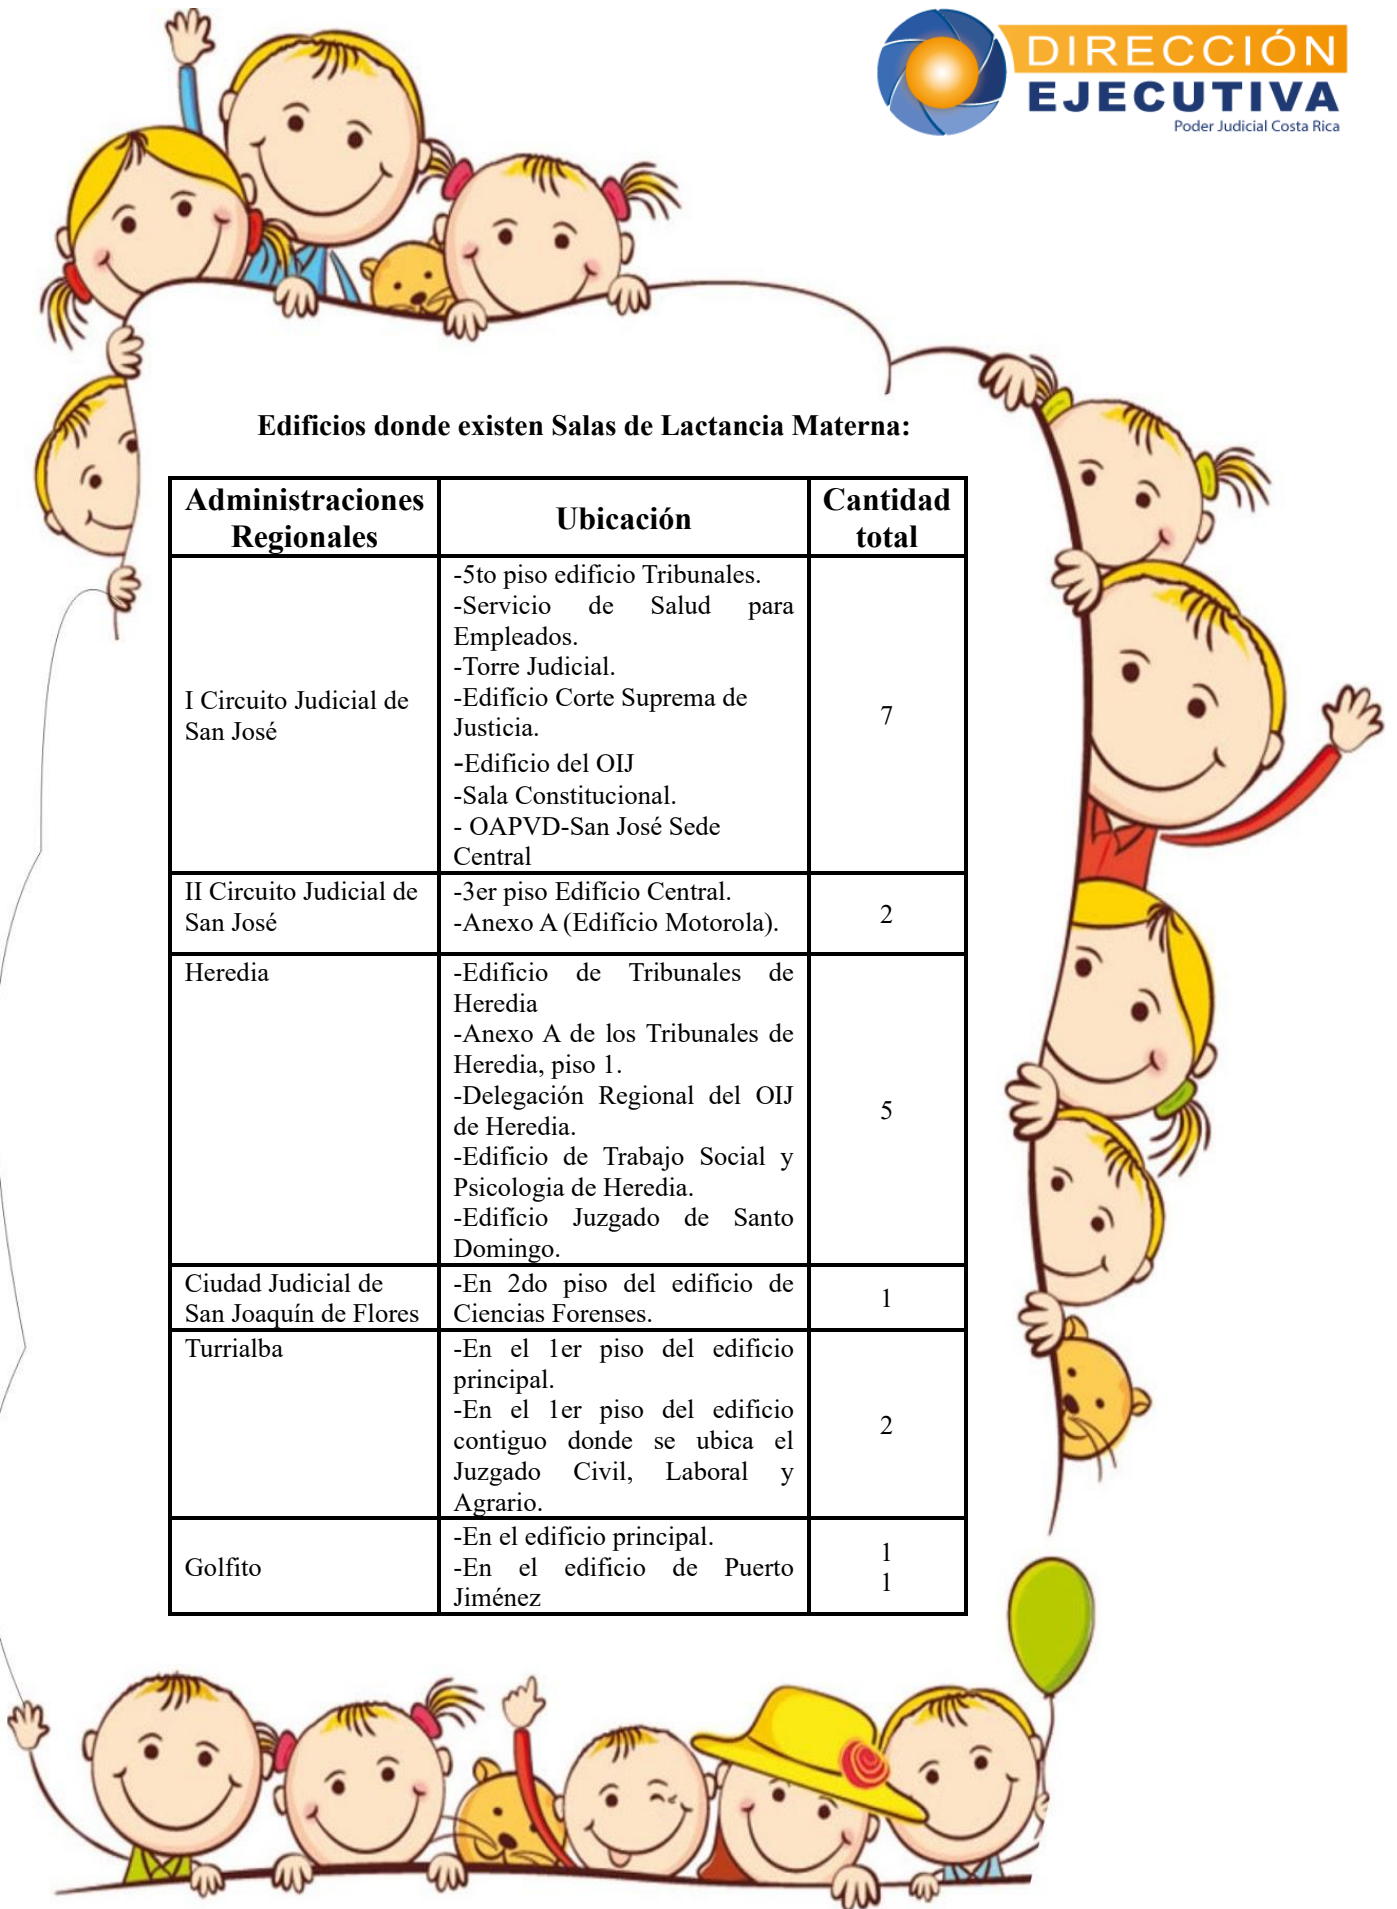 DIRECCIÓN
EJECUTIVA
Poder Judicial Costa Rica
Edificios donde existen Salas de Lactancia Materna:
Administraciones
Regionales
Ubicación
Cantidad
total
I Circuito Judicial de
San José
-5to piso edificio Tribunales.
-Servicio de Salud para
Empleados.
-Torre Judicial.
-Edificio Corte Suprema de
Justicia.
-Edificio del OIJ
-Sala Constitucional.
- OAPVD-San José Sede
Central
7
II Circuito Judicial de
San José
-3er piso Edificio Central.
-Anexo A (Edificio Motorola).
2
Heredia
-Edificio de Tribunales de
Heredia
-Anexo A de los Tribunales de
Heredia, piso 1.
-Delegación Regional del OIJ
de Heredia.
-Edificio de Trabajo Social y
Psicologia de Heredia.
-Edificio Juzgado de Santo
Domingo.
5
Ciudad Judicial de
San Joaquín de Flores
-En 2do piso del edificio de
Ciencias Forenses.
1
Turrialba
-En el 1er piso del edificio
principal.
-En el 1er piso del edificio
contiguo donde se ubica el
Juzgado Civil, Laboral y
Agrario.
2
Golfito
-En el edificio principal.
-En el edificio de Puerto
Jiménez
1
1